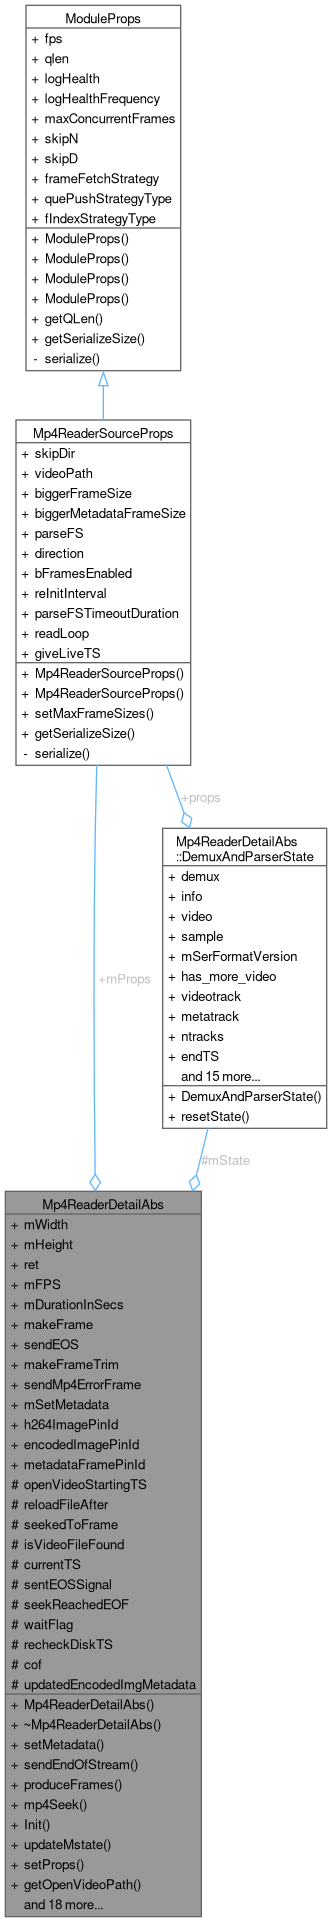 ModuleProps
+ fps
+ qlen
+ logHealth
+ logHealthFrequency
+ maxConcurrentFrames
+ skipN
+ skipD
+ frameFetchStrategy
+ quePushStrategyType
+ fIndexStrategyType
+ ModuleProps()
+ ModuleProps()
+ ModuleProps()
+ ModuleProps()
+ getQLen()
+ getSerializeSize()
- serialize()
Mp4ReaderSourceProps
+ skipDir
+ videoPath
+ biggerFrameSize
+ biggerMetadataFrameSize
+ parseFS
+ direction
+ bFramesEnabled
+ reInitInterval
+ parseFSTimeoutDuration
+ readLoop
+ giveLiveTS
+ Mp4ReaderSourceProps()
+ Mp4ReaderSourceProps()
+ setMaxFrameSizes()
+ getSerializeSize()
- serialize()
+props
Mp4ReaderDetailAbs
::DemuxAndParserState
+ demux
+ info
+ video
+ sample
+ mSerFormatVersion
+ has_more_video
+ videotrack
+ metatrack
+ ntracks
+ endTS
and 15 more...
+ DemuxAndParserState()
+ resetState()
+mProps
#mState
Mp4ReaderDetailAbs
+ mWidth
+ mHeight
+ ret
+ mFPS
+ mDurationInSecs
+ makeFrame
+ sendEOS
+ makeFrameTrim
+ sendMp4ErrorFrame
+ mSetMetadata
+ h264ImagePinId
+ encodedImagePinId
+ metadataFramePinId
# openVideoStartingTS
# reloadFileAfter
# seekedToFrame
# isVideoFileFound
# currentTS
# sentEOSSignal
# seekReachedEOF
# waitFlag
# recheckDiskTS
# cof
# updatedEncodedImgMetadata
+ Mp4ReaderDetailAbs()
+ ~Mp4ReaderDetailAbs()
+ setMetadata()
+ sendEndOfStream()
+ produceFrames()
+ mp4Seek()
+ Init()
+ updateMstate()
+ setProps()
+ getOpenVideoPath()
and 18 more...